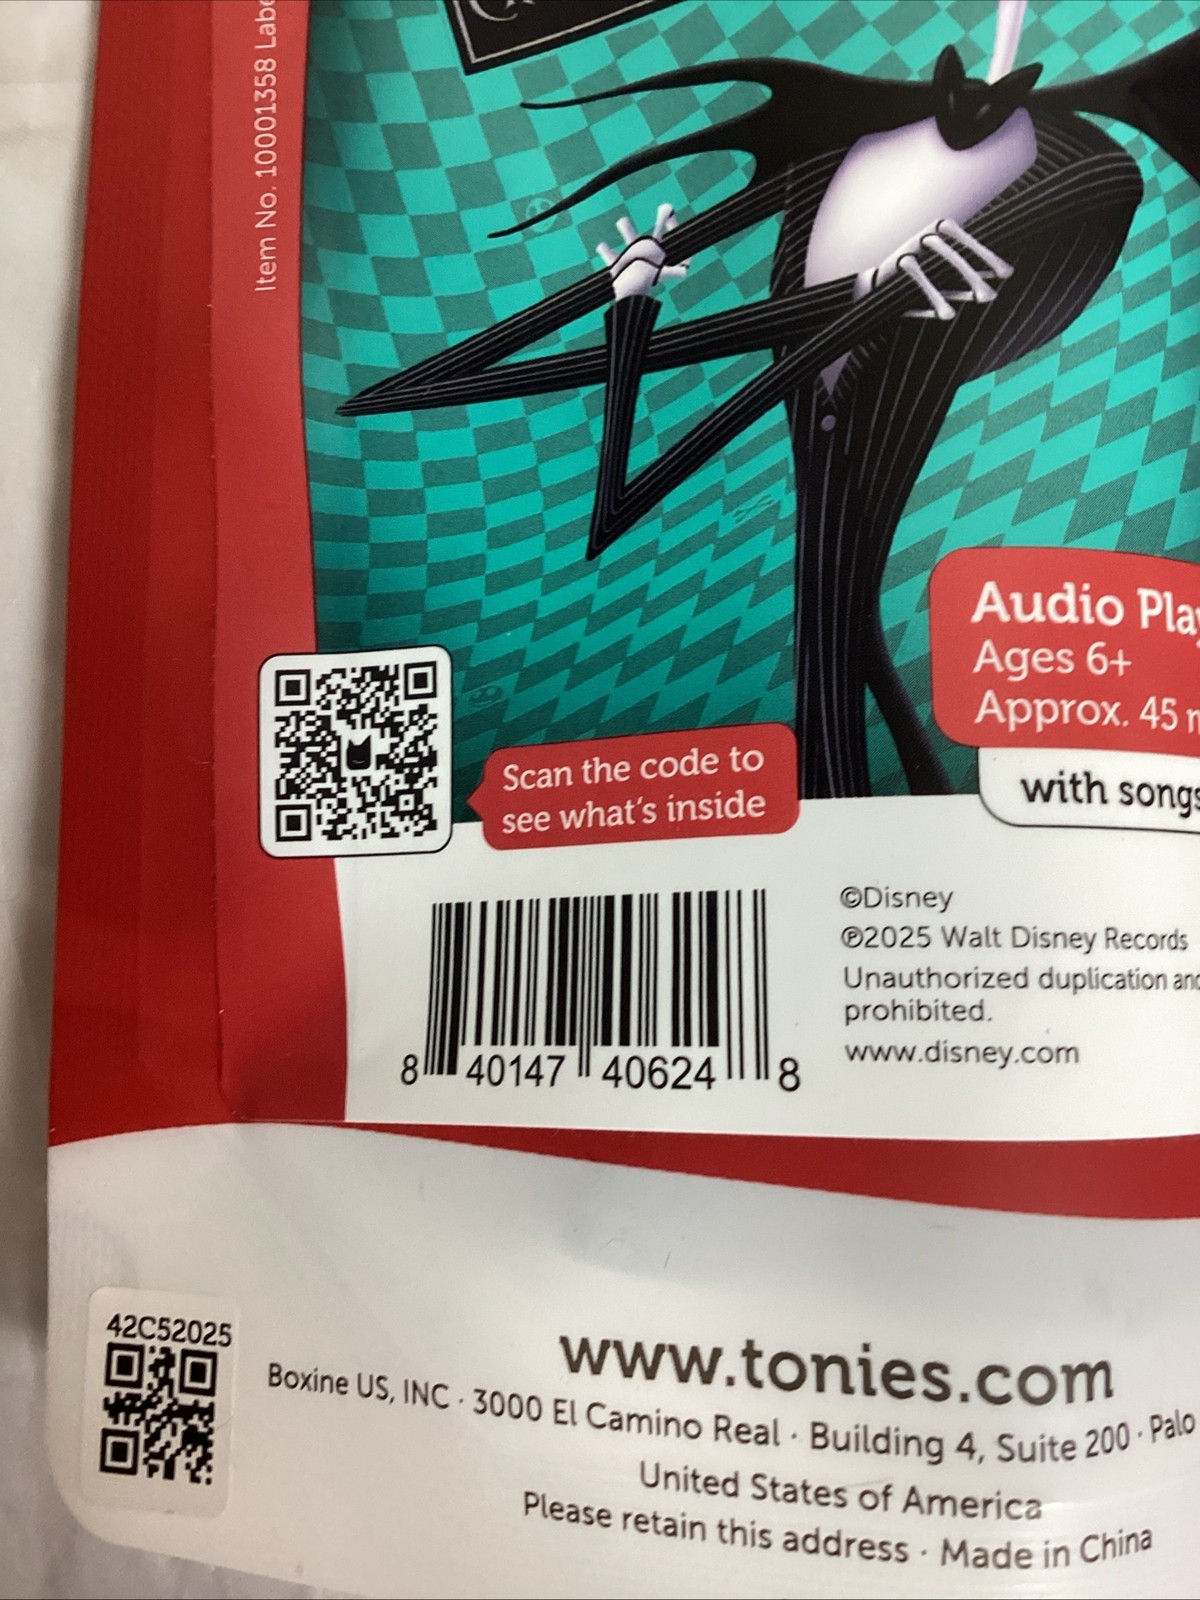 Item No. 10001358
Audio
Ages 6+
Approx. 45
with songs
Scan the code to
see what's inside
©Disney
℗2025 Walt Disney Records
Unauthorized duplication
prohibited.
www.disney.com
8 40147 40624 8
42C52025
www.tonies.com
Boxine US, INC · 3000 El Camino Real · Building 4, Suite 200 · Palo
United States of America
Please retain this address · Made in China